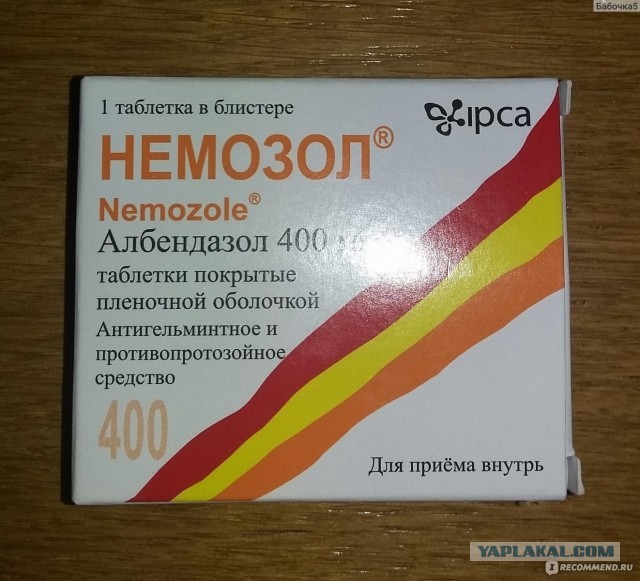 Бабочка5
1 таблетка в блистере
ipca
НЕМОЗОЛ®
Nemozole®
Албендазол 400
таблетки покрытые
пленочной оболочкой
Антигельминтное и
противопротозойное
средство
400
Для приёма внутрь
YAPLAKAL.COM
IRECOMMEND.RU